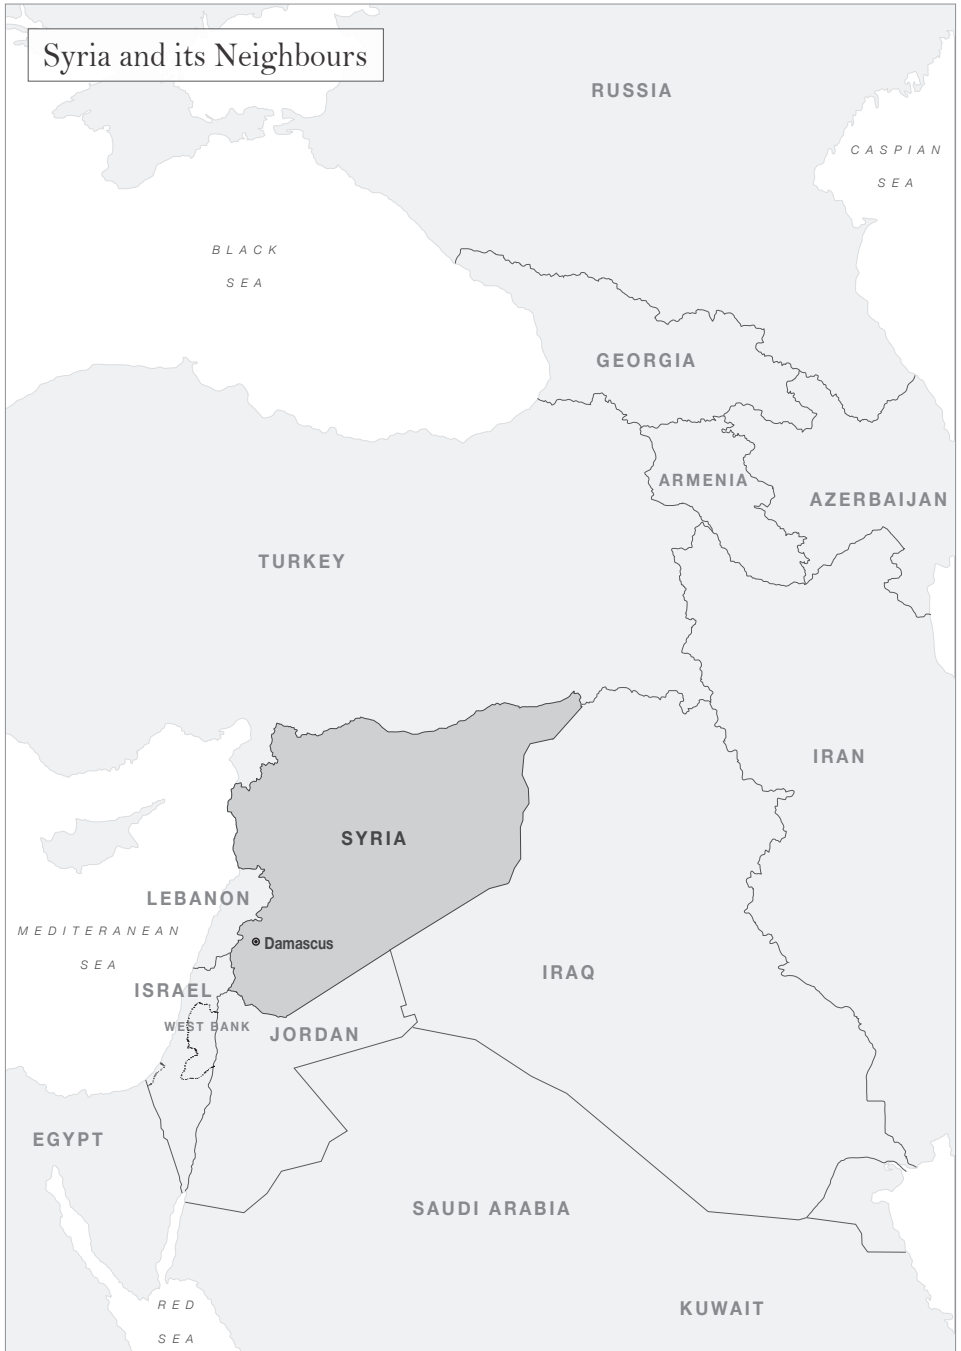 Syria and its Neighbours
RUSSIA
CASPIAN
SEA
BLACK
SEA
GEORGIA
ARMENIA
AZERBAIJAN
TURKEY
IRAN
SYRIA
LEBANON
MEDITERANEAN
SEA
Damascus
IRAQ
ISRAEL
WEST BANK
JORDAN
EGYPT
SAUDI ARABIA
RED
SEA
KUWAIT